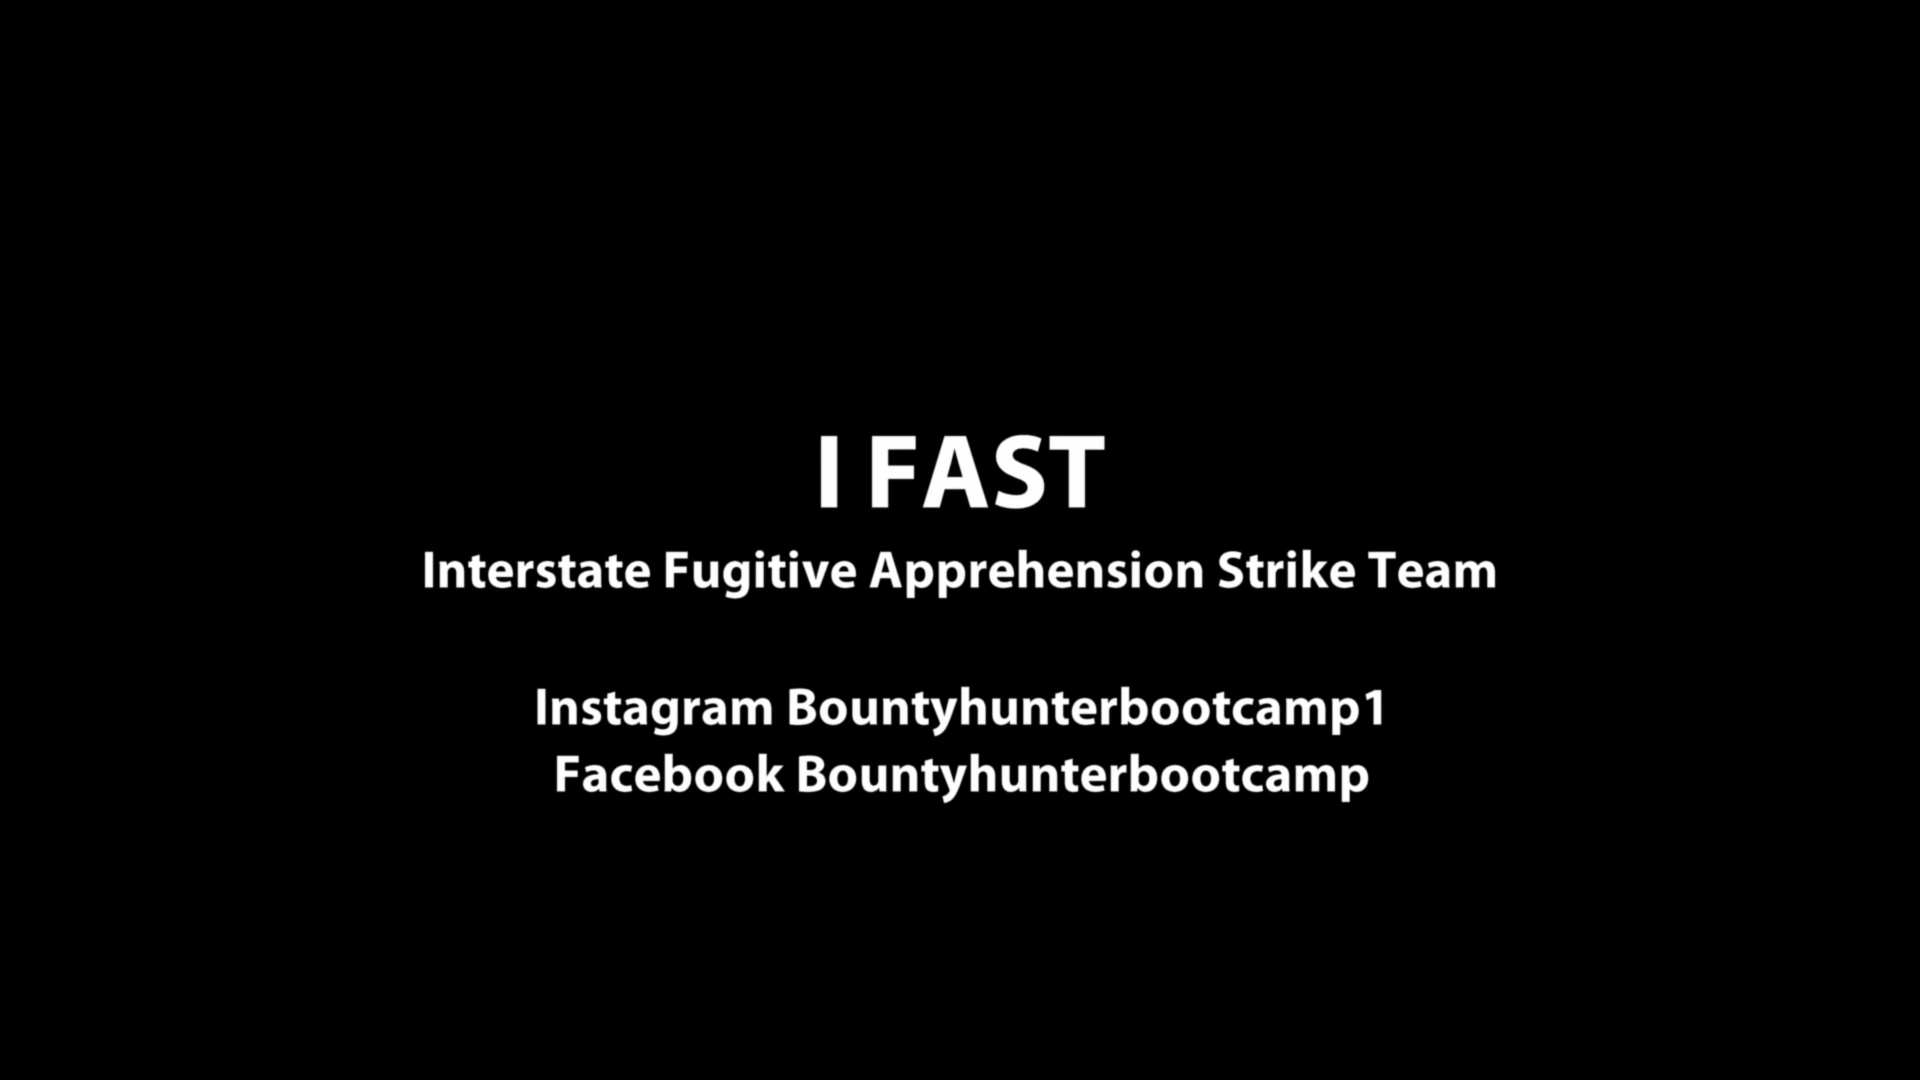 I FAST
Interstate Fugitive Apprehension Strike Team
Instagram Bountyhunterbootcamp1
Facebook Bountyhunterbootcamp